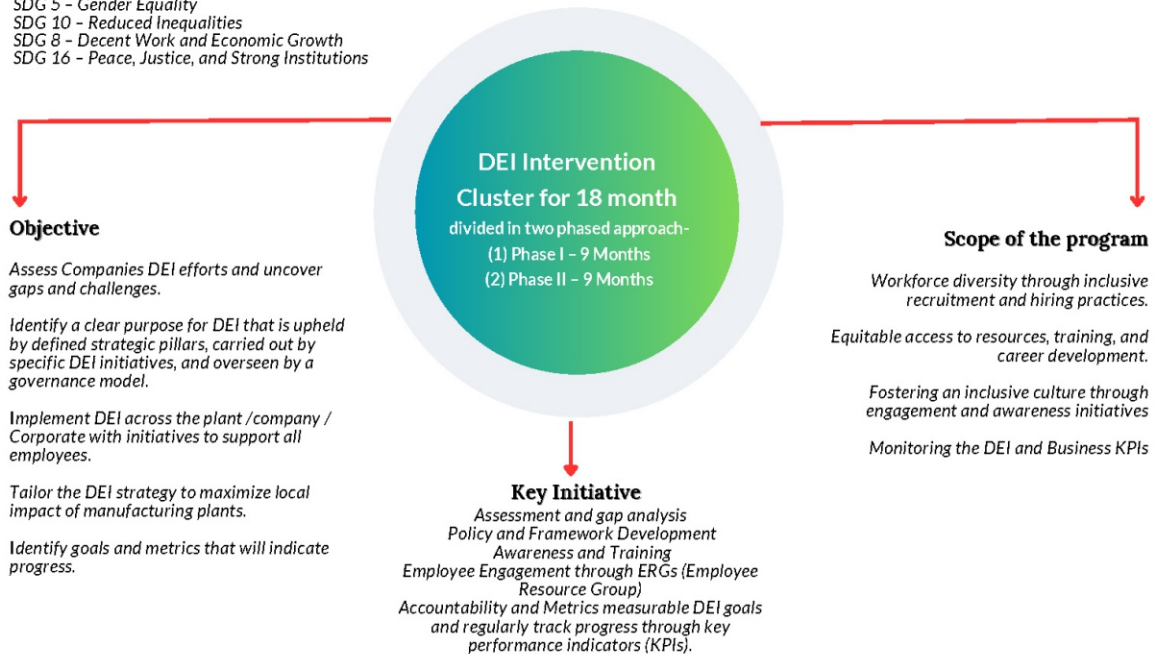 SDG 5 – Gender Equality
SDG 10 – Reduced Inequalities
SDG 8 – Decent Work and Economic Growth
SDG 16 – Peace, Justice, and Strong Institutions
DEI Intervention
Cluster for 18 month
divided in two phased approach-
(1) Phase I – 9 Months
(2) Phase II – 9 Months
Objective
Assess Companies DEI efforts and uncover
gaps and challenges.
Identify a clear purpose for DEI that is upheld
by defined strategic pillars, carried out by
specific DEI initiatives, and overseen by a
governance model.
Implement DEI across the plant /company /
Corporate with initiatives to support all
employees.
Tailor the DEI strategy to maximize local
impact of manufacturing plants.
Identify goals and metrics that will indicate
progress.
Key Initiative
Assessment and gap analysis
Policy and Framework Development
Awareness and Training
Employee Engagement through ERGs (Employee
Resource Group)
Accountability and Metrics measurable DEI goals
and regularly track progress through key
performance indicators (KPIs).
Scope of the program
Workforce diversity through inclusive
recruitment and hiring practices.
Equitable access to resources, training, and
career development.
Fostering an inclusive culture through
engagement and awareness initiatives
Monitoring the DEI and Business KPIs